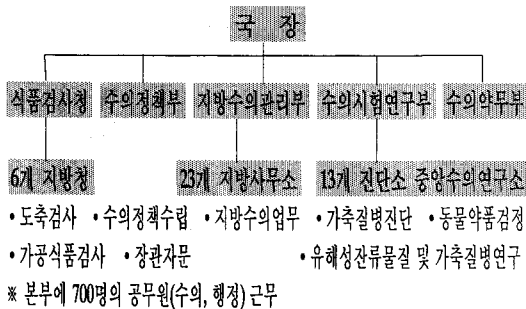 국 장
식품검사청 수의정책부 지방수의관리부 수의시험연구부 수의약무부
6개 지방청 23개 지방사무소 13개 진단소 중앙수의연구소
• 도축검사 • 수의정책수립 • 지방수의업무 • 가축질병진단 • 동물약품검정
• 가공식품검사 • 장관자문 • 유해성잔류물질 및 가축질병연구
※ 본부에 700명의 공무원(수의, 행정) 근무